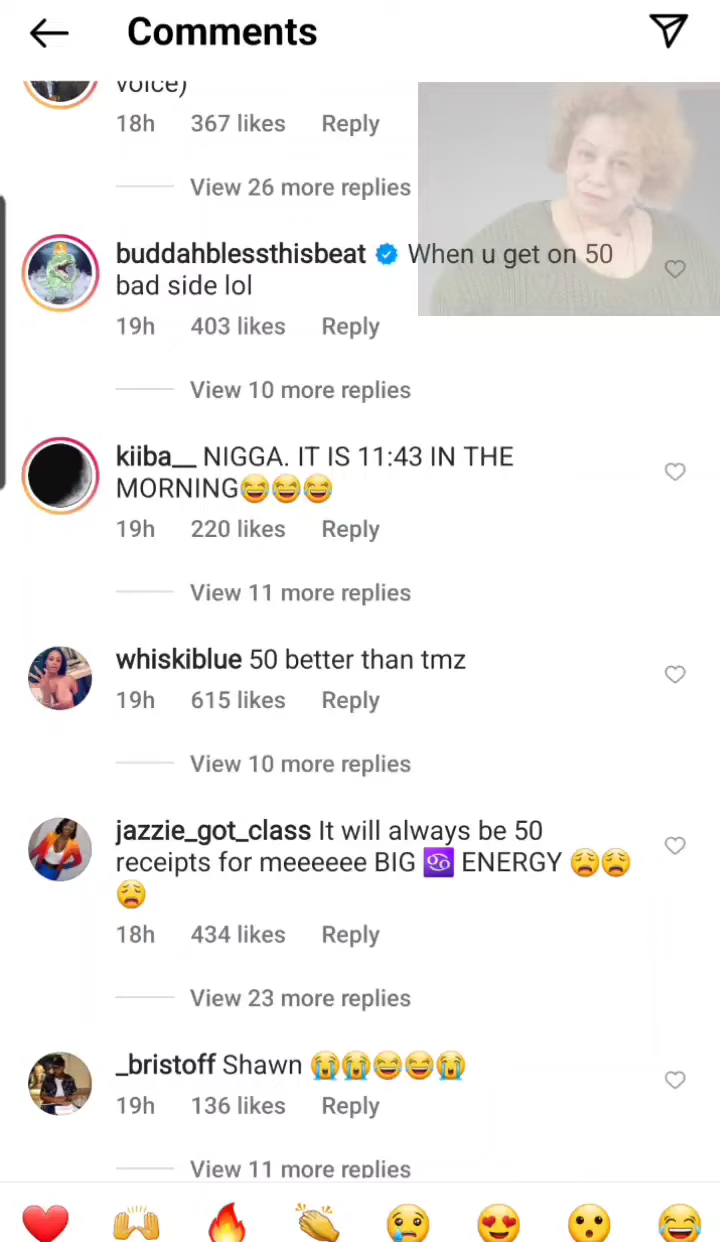 Comments
voice)
18h 367 likes Reply
View 26 more replies
buddahblessthisbeat When u get on 50
bad side lol
19h 403 likes Reply
View 10 more replies
kiiba__ NIGGA. IT IS 11:43 IN THE
MORNING😂😂😂
19h 220 likes Reply
View 11 more replies
whiskiblue 50 better than tmz
19h 615 likes Reply
View 10 more replies
jazzie_got_class It will always be 50
receipts for meeeeee BIG ♋ ENERGY 😩😩
😩
18h 434 likes Reply
View 23 more replies
_bristoff Shawn 😭😭😂😂😭
19h 136 likes Reply
View 11 more replies